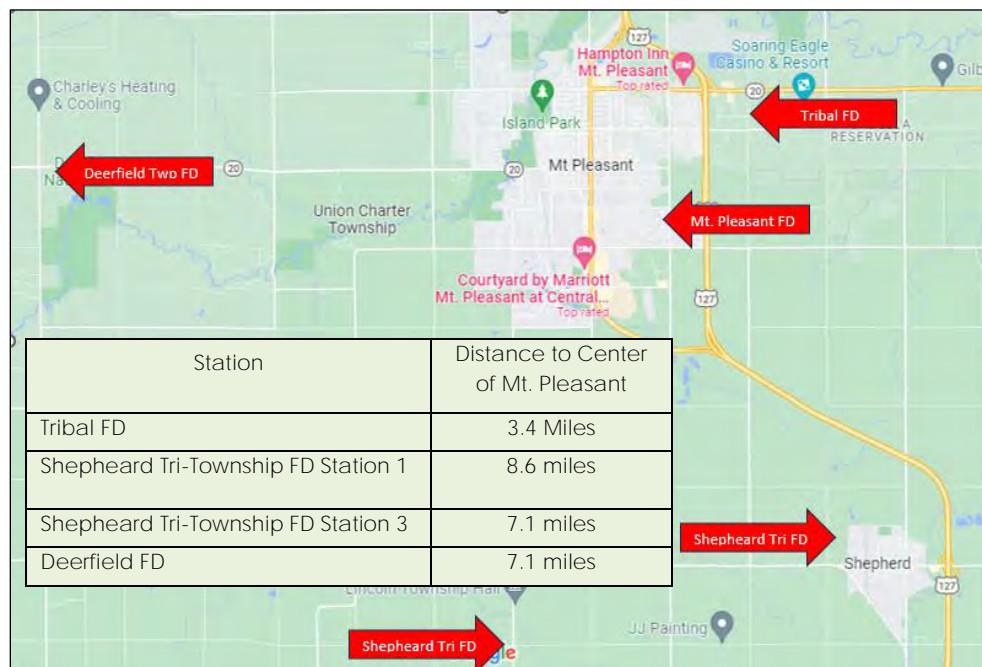 127
Hampton Inn
Mt. Pleasant
Top rated
Soaring Eagle
Casino & Resort
Gilb
Charley's Heating
& Cooling
20
Tribal FD
Island Park
RESERVATION
Deerfield Two FD
20
20
Mt Pleasant
Union Charter
Township
Mt. Pleasant FD
Courtyard by Marriott
Mt. Pleasant at Central...
Top rated
127
Station
Distance to Center
of Mt. Pleasant
Tribal FD
3.4 Miles
Shepheard Tri-Township FD Station 1
8.6 miles
Shepheard Tri-Township FD Station 3
7.1 miles
Deerfield FD
7.1 miles
Shepheard Tri FD
Shepherd
127
Lincoln Township Hall
JJ Painting
Shepheard Tri FD
gle